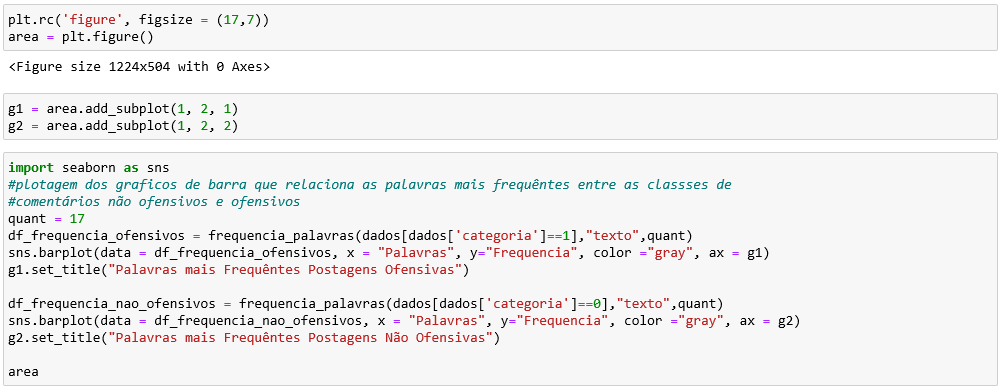 plt.rc('figure', figsize = (17,7))
area = plt.figure()
<Figure size 1224x504 with 0 Axes>
g1 = area.add_subplot(1, 2, 1)
g2 = area.add_subplot(1, 2, 2)
import seaborn as sns
#plotagem dos graficos de barra que relaciona as palavras mais frequêntes entre as classses de
#comentários não ofensivos e ofensivos
quant = 17
df_frequencia_ofensivos = frequencia_palavras(dados[dados['categoria']==1],"texto",quant)
sns.barplot(data = df_frequencia_ofensivos, x = "Palavras", y="Frequencia", color ="gray", ax = g1)
g1.set_title("Palavras mais Frequêntes Postagens Ofensivas")
df_frequencia_nao_ofensivos = frequencia_palavras(dados[dados['categoria']==0],"texto",quant)
sns.barplot(data = df_frequencia_nao_ofensivos, x = "Palavras", y="Frequencia", color ="gray", ax = g2)
g2.set_title("Palavras mais Frequêntes Postagens Não Ofensivas")
area